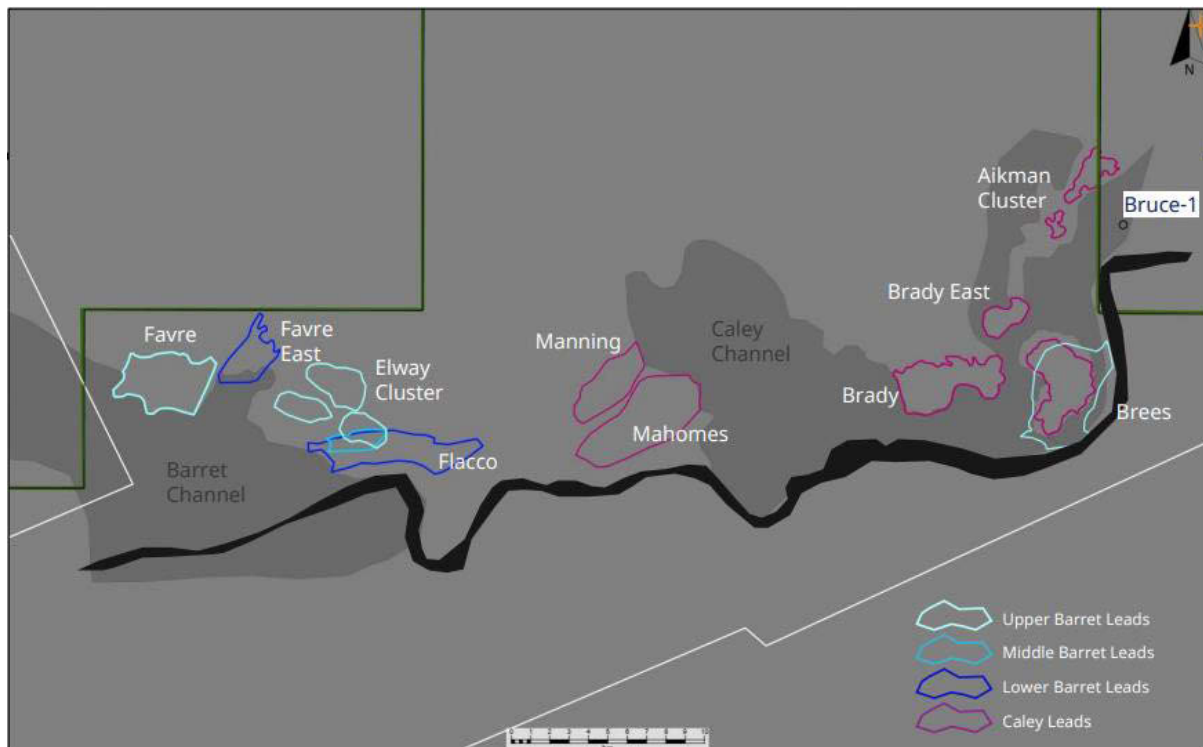 N
Aikman
Cluster
Bruce-1
Brady East
Favre
Favre
East
Manning
Caley
Channel
Elway
Cluster
Brady
Brees
Mahomes
Flacco
Barret
Channel
Upper Barret Leads
Middle Barret Leads
Lower Barret Leads
Caley Leads